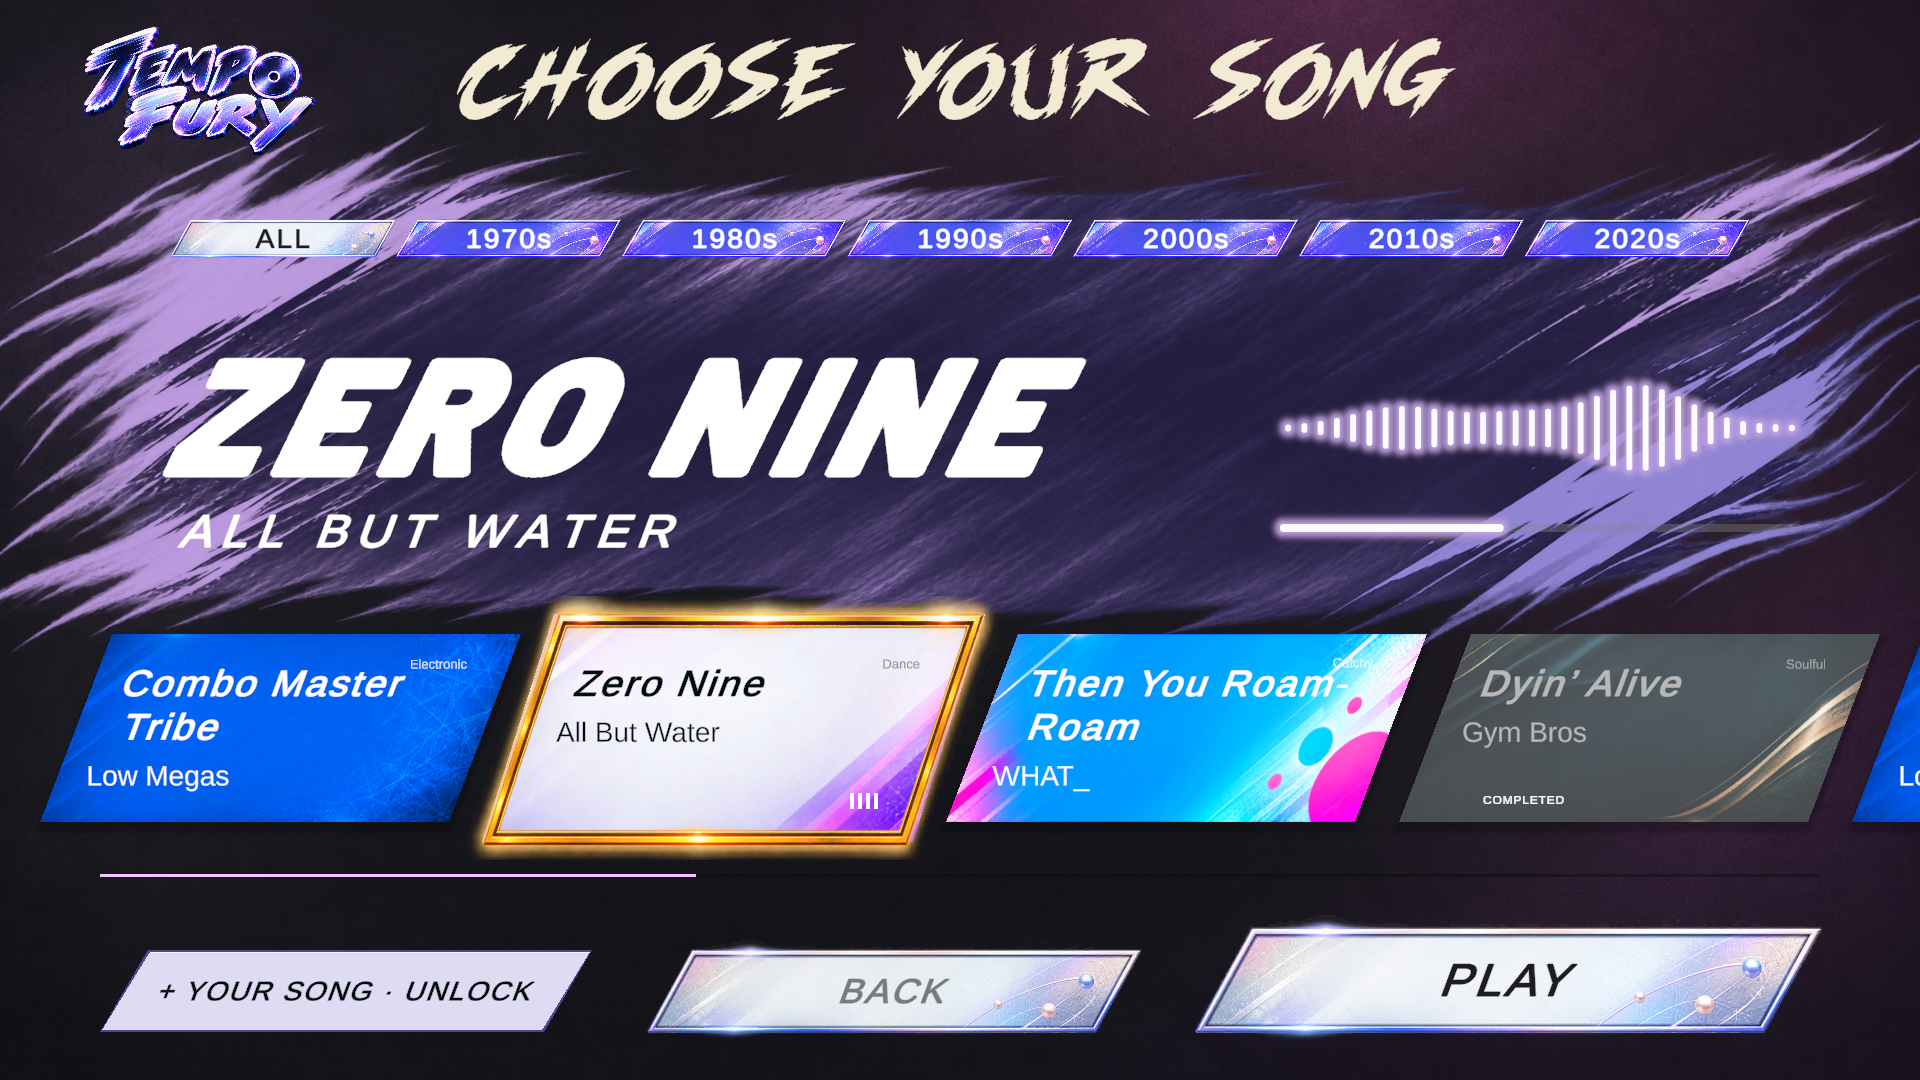 TEMPO
FURY
CHOOSE YOUR SONG
ALL
1970s
1980s
1990s
2000s
2010s
2020s
ZERO NINE
ALL BUT WATER
Electronic
Combo Master
Tribe
Low Megas
Dance
Zero Nine
All But Water
Catchy
Then You Roam-
Roam
WHAT_
Soulful
Dyin' Alive
Gym Bros
COMPLETED
Lo
+ YOUR SONG · UNLOCK
BACK
PLAY